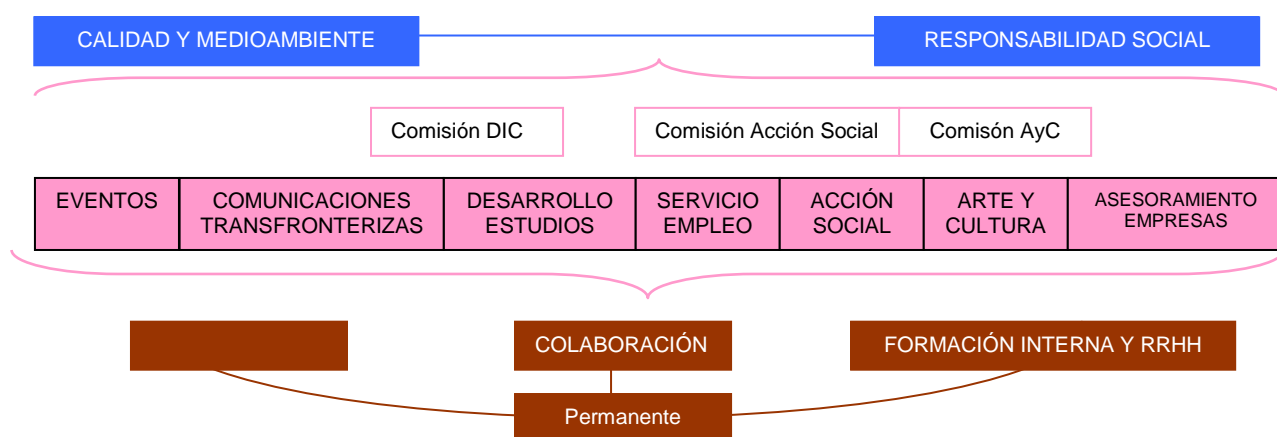 CALIDAD Y MEDIOAMBIENTE
RESPONSABILIDAD SOCIAL
Comisión DIC
Comisión Acción Social
Comisón AyC
EVENTOS
COMUNICACIONES
TRANSFRONTERIZAS
DESARROLLO
ESTUDIOS
SERVICIO
EMPLEO
ACCIÓN
SOCIAL
ARTE Y
CULTURA
ASESORAMIENTO
EMPRESAS
COLABORACIÓN
FORMACIÓN INTERNA Y RRHH
Permanente